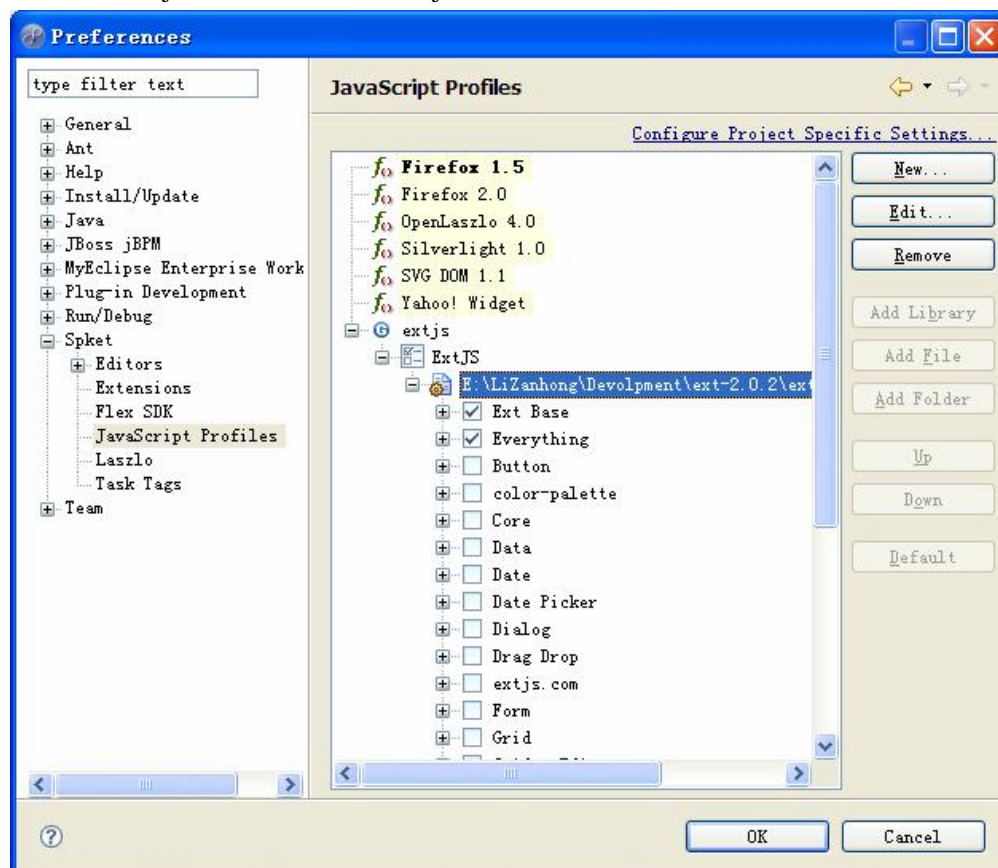 Preferences
type filter text
General
Ant
Help
Install/Update
Java
JBoss jBPM
MyEclipse Enterprise Work
Plug-in Development
Run/Debug
Spket
Editors
Extensions
Flex SDK
JavaScript Profiles
Laszlo
Task Tags
Team
JavaScript Profiles
Configure Project Specific Settings...
Firefox 1.5
Firefox 2.0
OpenLaszlo 4.0
Silverlight 1.0
SVG DOM 1.1
Yahoo! Widget
extjs
ExtJS
E:\LiZanhong\Devolpment\ext-2.0.2\ext
Ext Base
Everything
Button
color-palette
Core
Data
Date
Date Picker
Dialog
Drag Drop
extjs.com
Form
Grid
New...
Edit...
Remove
Add Library
Add File
Add Folder
Up
Down
Default
OK
Cancel